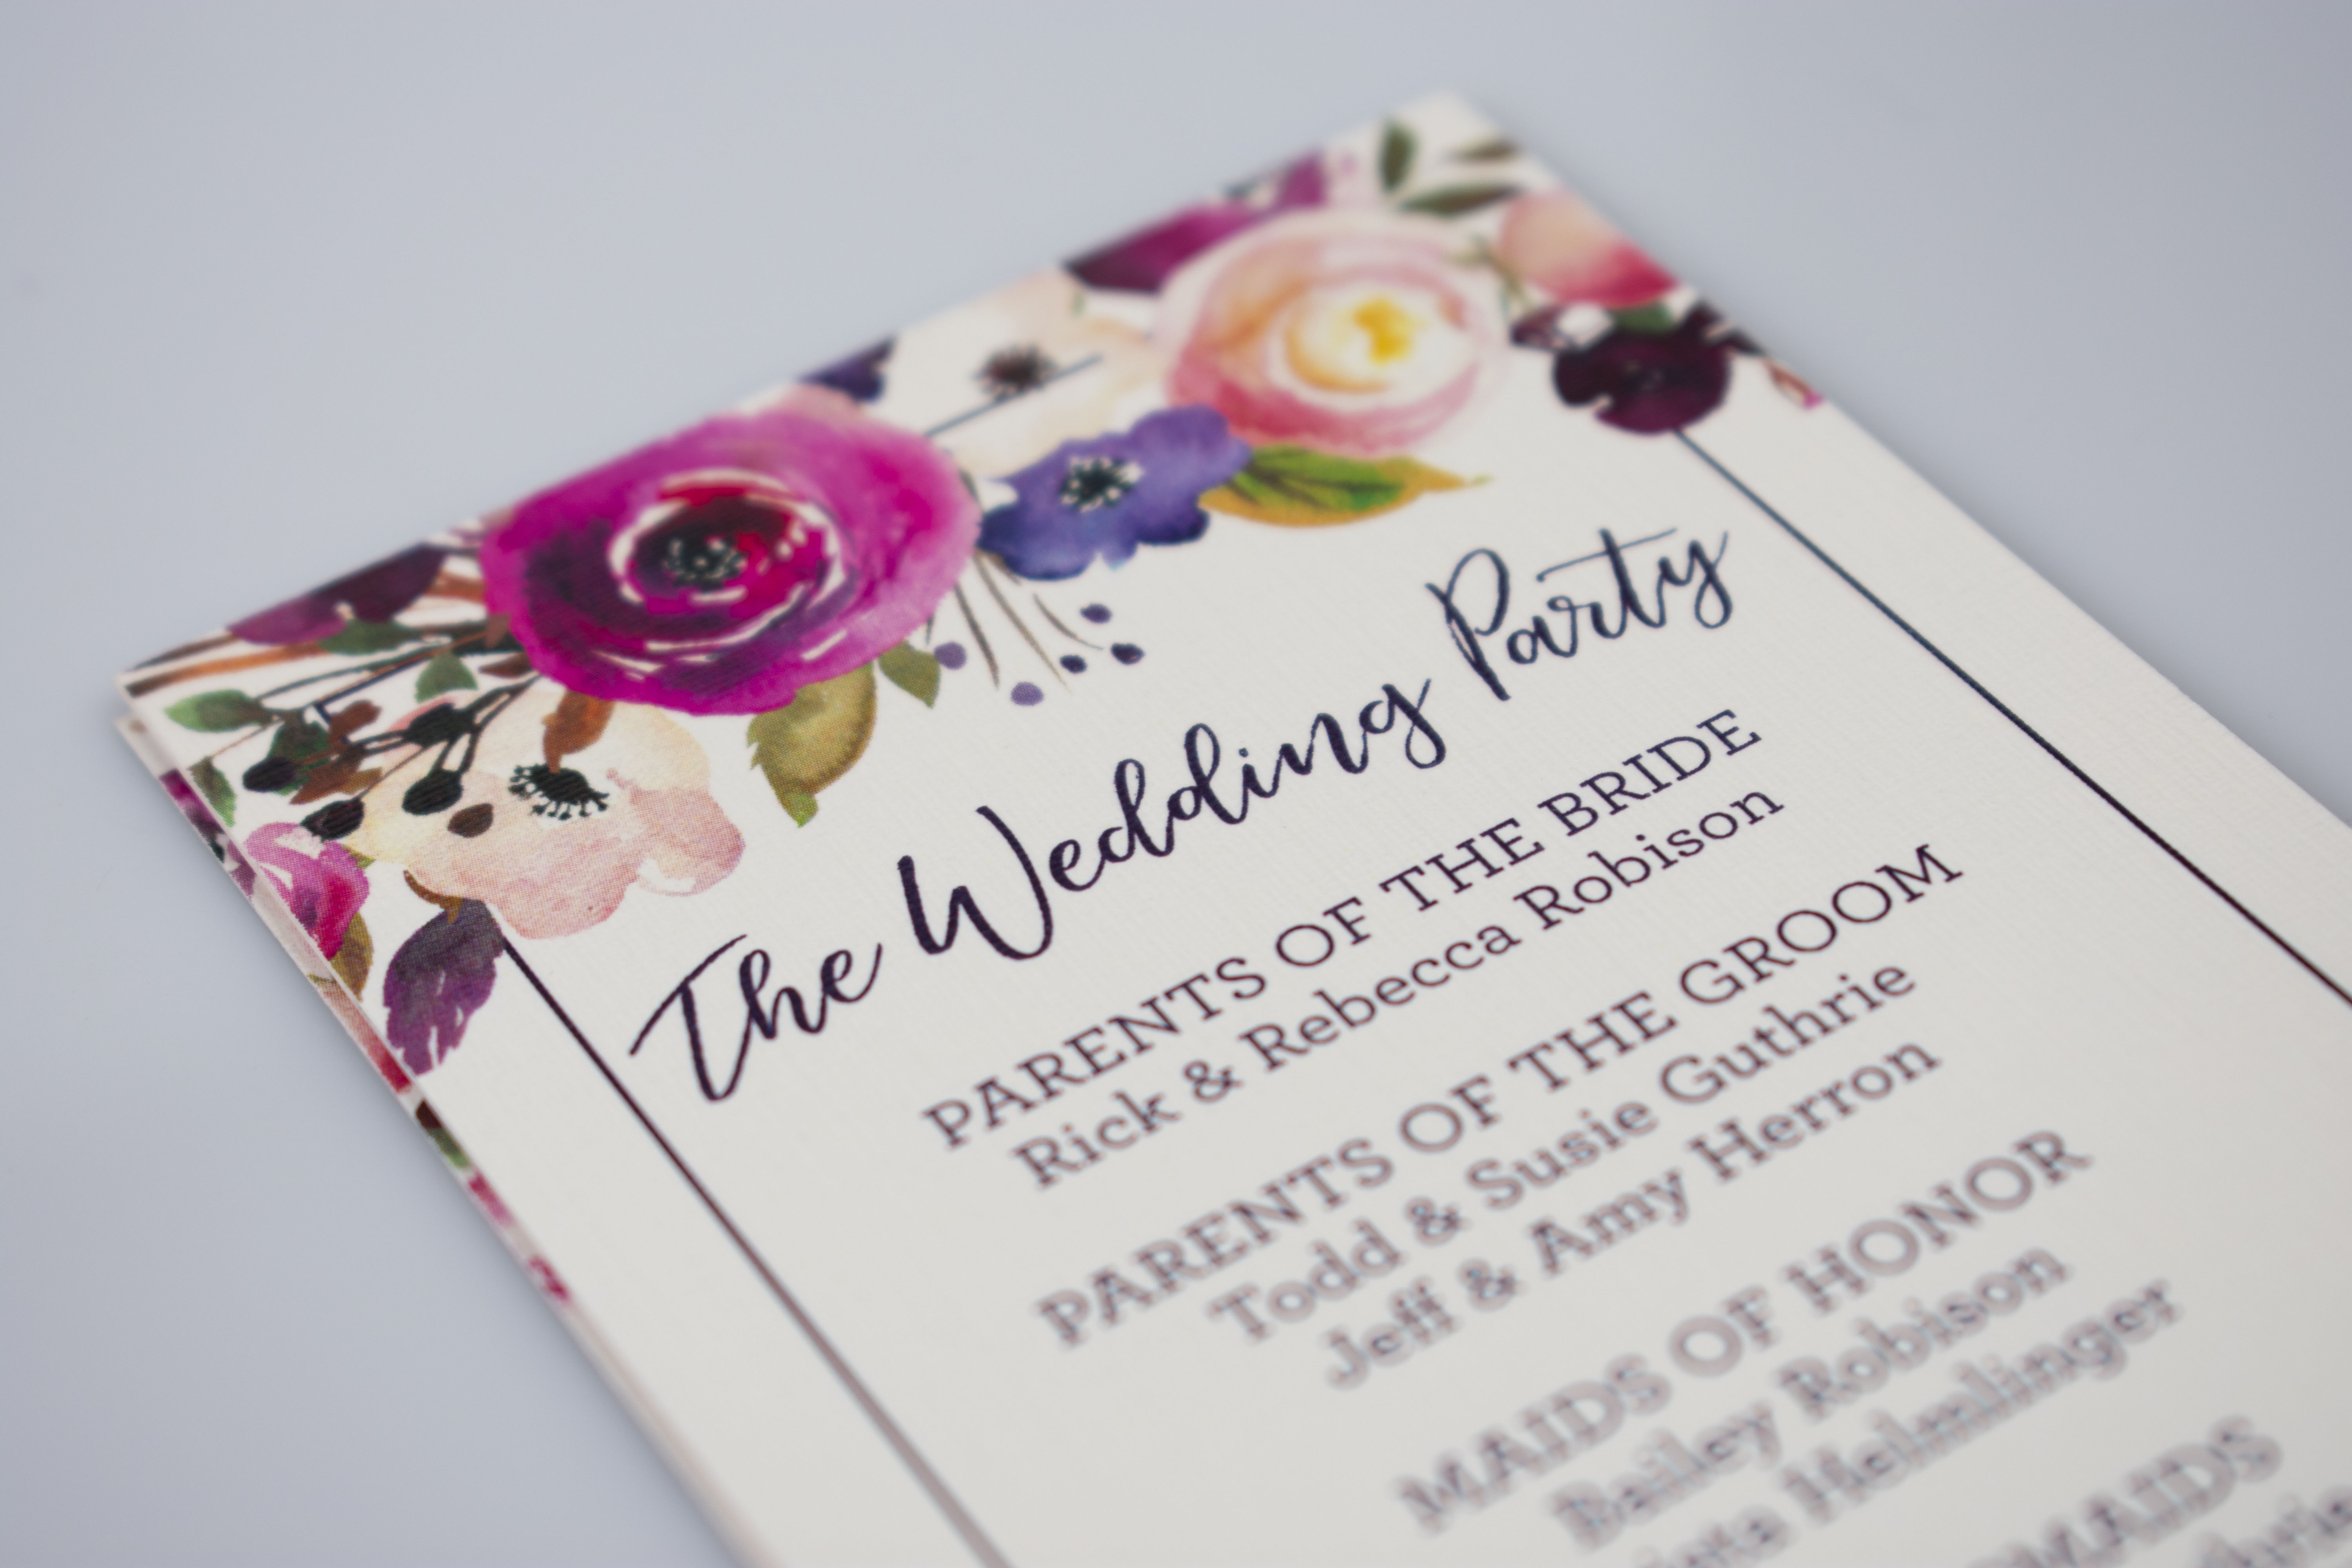 The Wedding Party
PARENTS OF THE BRIDE
Rick & Rebecca Robison
PARENTS OF THE GROOM
Todd & Susie Guthrie
Jeff & Amy Herron
MAIDS OF HONOR
Bailey Robison